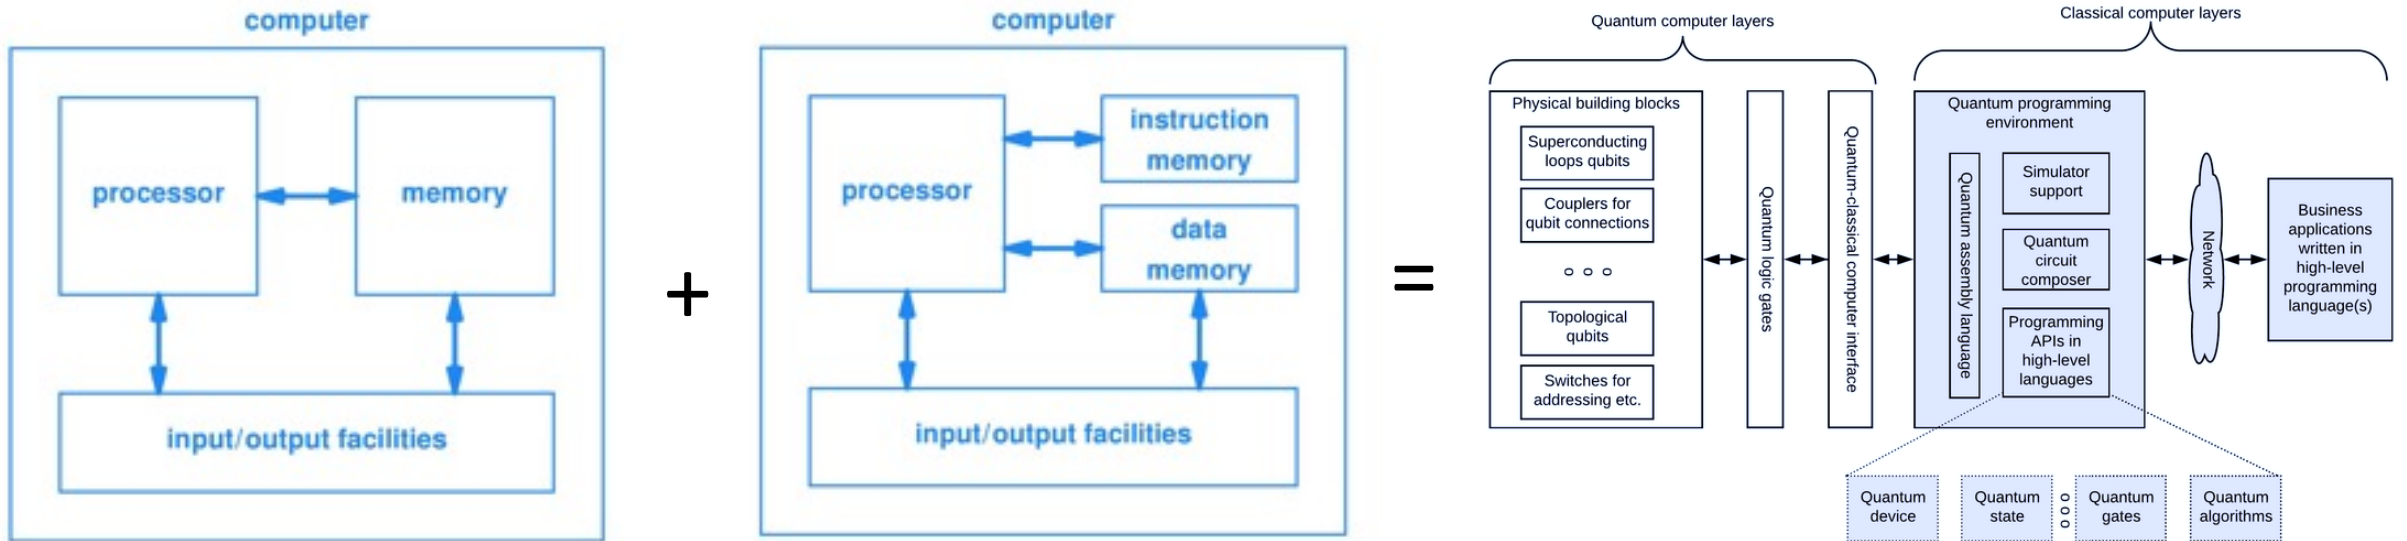 computer
processor
memory
input/output facilities
+
computer
processor
instruction
memory
data
memory
input/output facilities
=
Quantum computer layers
Classical computer layers
Physical building blocks
Superconducting
loops qubits
Couplers for
qubit connections
Topological
qubits
Switches for
addressing etc.
Quantum logic gates
Quantum-classical computer interface
Quantum programming
environment
Quantum assembly language
Simulator
support
Quantum
circuit
composer
Programming
APIs in
high-level
languages
Network
Business
applications
written in
high-level
programming
language(s)
Quantum
device
Quantum
state
Quantum
gates
Quantum
algorithms